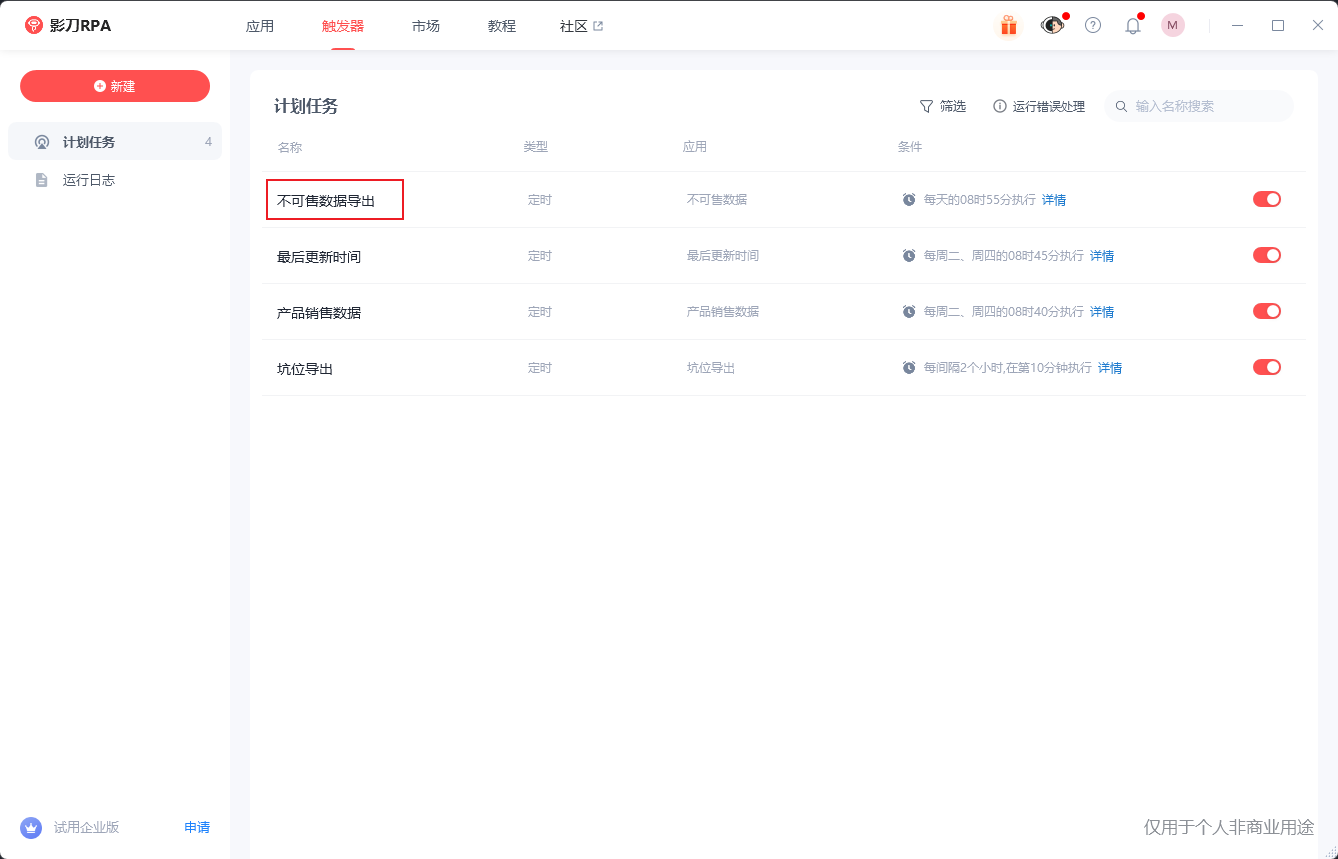 影刀RPA 应用 触发器 市场 教程 社区 M
新建
计划任务 4
运行日志
计划任务 筛选 运行错误处理 输入名称搜索
名称 类型 应用 条件
不可售数据导出 定时 不可售数据 每天的08时55分执行 详情
最后更新时间 定时 最后更新时间 每周二、周四的08时45分执行 详情
产品销售数据 定时 产品销售数据 每周二、周四的08时40分执行 详情
坑位导出 定时 坑位导出 每间隔2个小时,在第10分钟执行 详情
试用企业版 申请
仅用于个人非商业用途